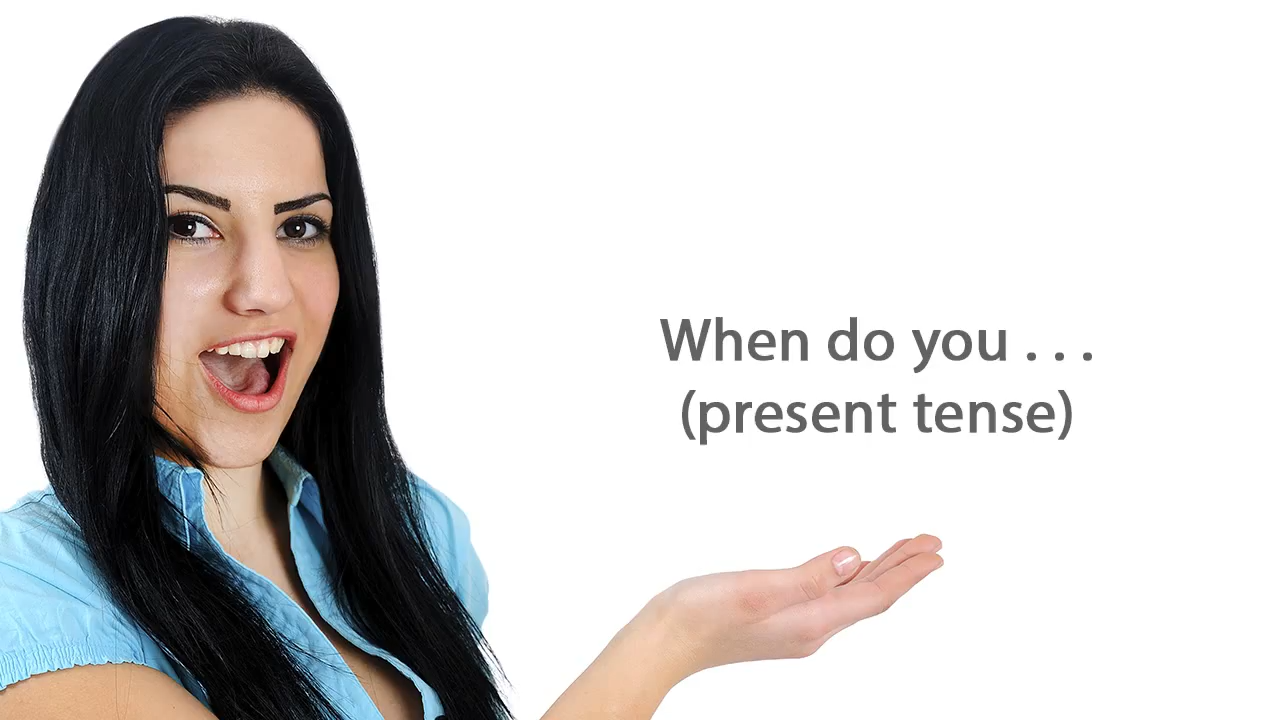 When do you . . .
(present tense)